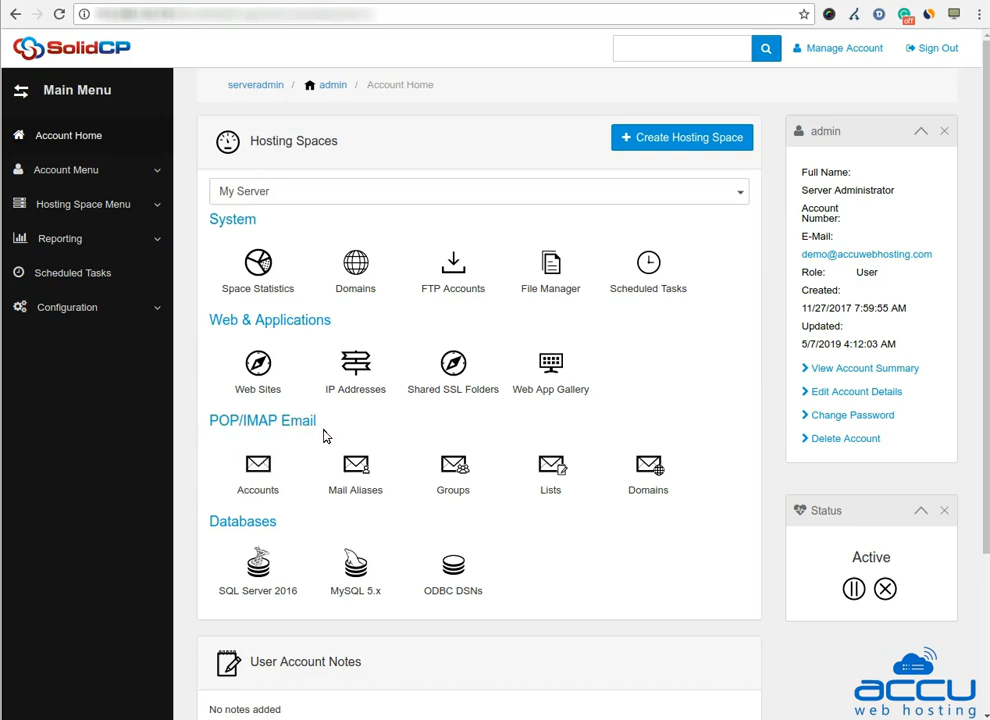 SolidCP
Manage Account
Sign Out
Main Menu
Account Home
Account Menu
Hosting Space Menu
Reporting
Scheduled Tasks
Configuration
serveradmin / admin / Account Home
Hosting Spaces
+ Create Hosting Space
My Server
System
Space Statistics
Domains
FTP Accounts
File Manager
Scheduled Tasks
Web & Applications
Web Sites
IP Addresses
Shared SSL Folders
Web App Gallery
POP/IMAP Email
Accounts
Mail Aliases
Groups
Lists
Domains
Databases
SQL Server 2016
MySQL 5.x
ODBC DSNs
User Account Notes
No notes added
admin
Full Name:
Server Administrator
Account
Number:
E-Mail:
demo@accuwebhosting.com
Role: User
Created:
11/27/2017 7:59:55 AM
Updated:
5/7/2019 4:12:03 AM
View Account Summary
Edit Account Details
Change Password
Delete Account
Status
Active
accu
web hosting
off